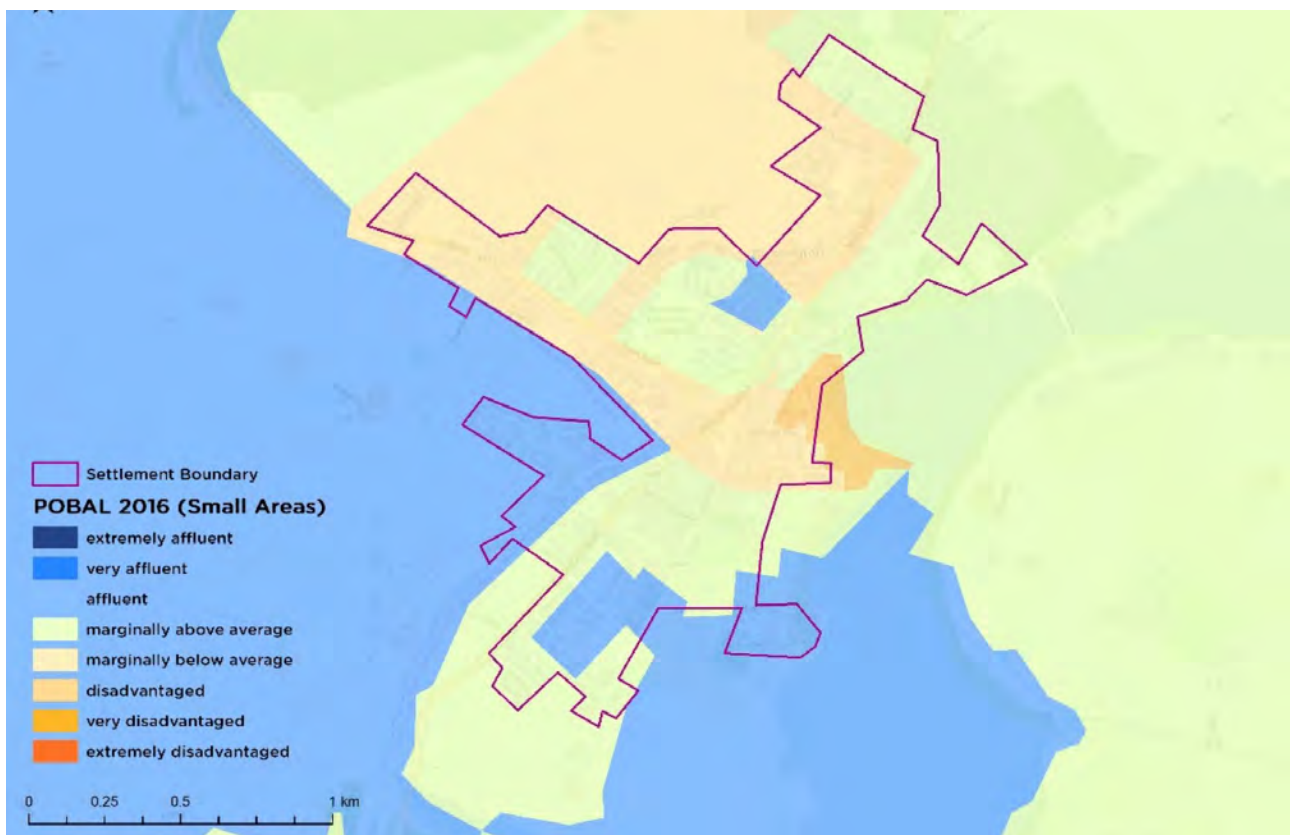 Settlement Boundary
POBAL 2016 (Small Areas)
extremely affluent
very affluent
affluent
marginally above average
marginally below average
disadvantaged
very disadvantaged
extremely disadvantaged
0 0.25 0.5 1 km